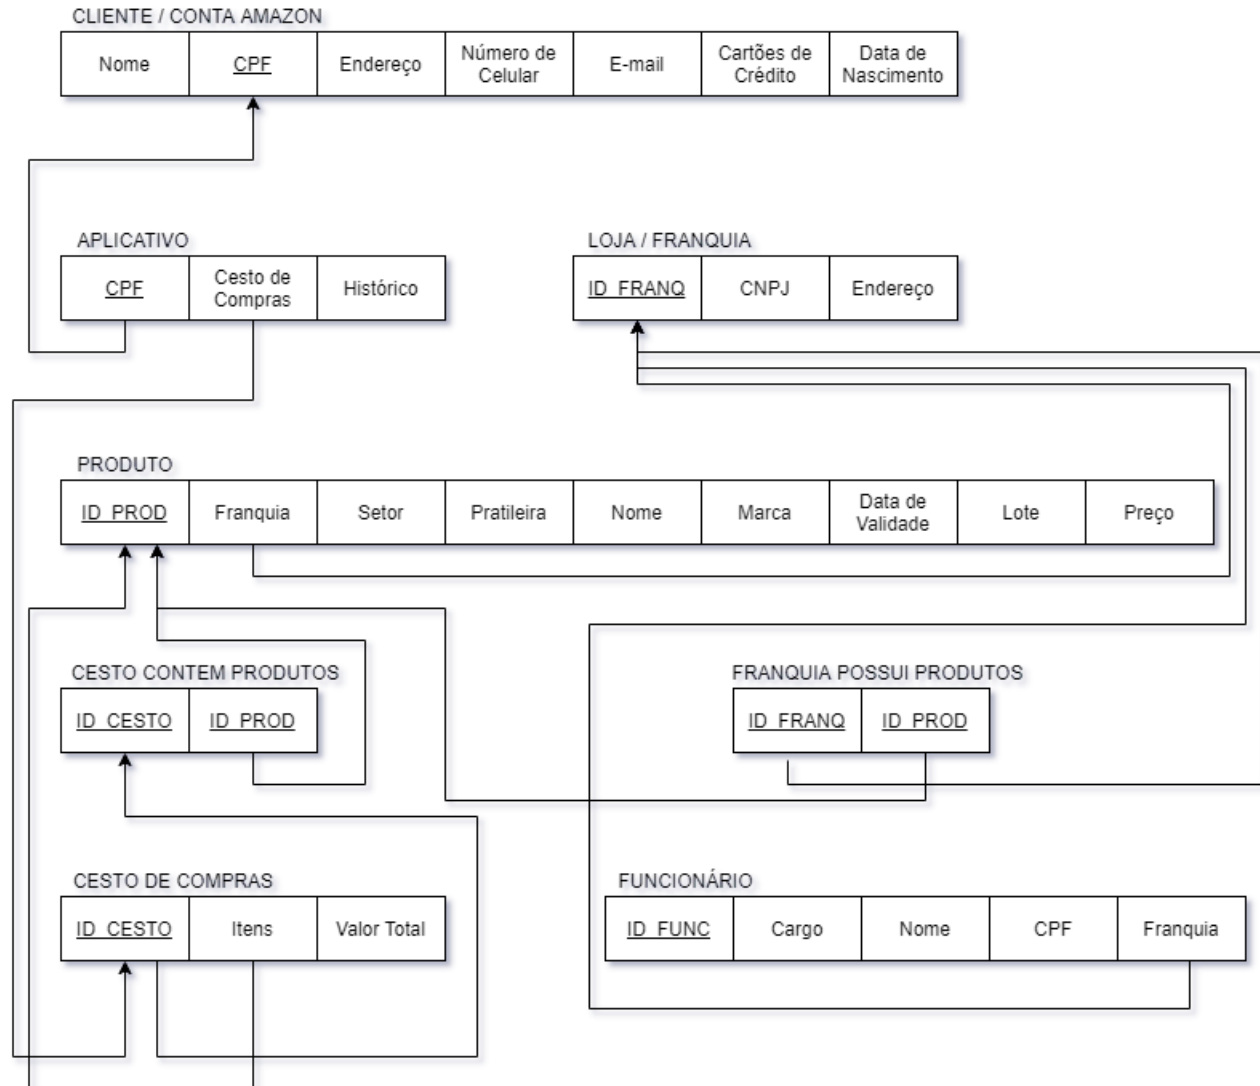 CLIENTE / CONTA AMAZON
Nome
CPF
Endereço
Número de
Celular
E-mail
Cartões de
Crédito
Data de
Nascimento
APLICATIVO
CPF
Cesto de
Compras
Histórico
LOJA / FRANQUIA
ID_FRANQ
CNPJ
Endereço
PRODUTO
ID_PROD
Franquia
Setor
Pratileira
Nome
Marca
Data de
Validade
Lote
Preço
CESTO CONTEM PRODUTOS
ID_CESTO
ID_PROD
FRANQUIA POSSUI PRODUTOS
ID_FRANQ
ID_PROD
CESTO DE COMPRAS
ID_CESTO
Itens
Valor Total
FUNCIONÁRIO
ID_FUNC
Cargo
Nome
CPF
Franquia